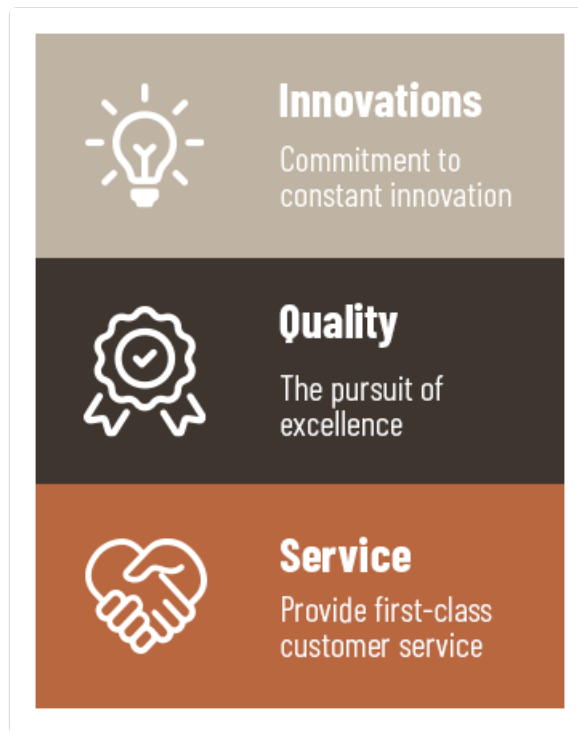 Innovations
Commitment to
constant innovation
Quality
The pursuit of
excellence
Service
Provide first-class
customer service